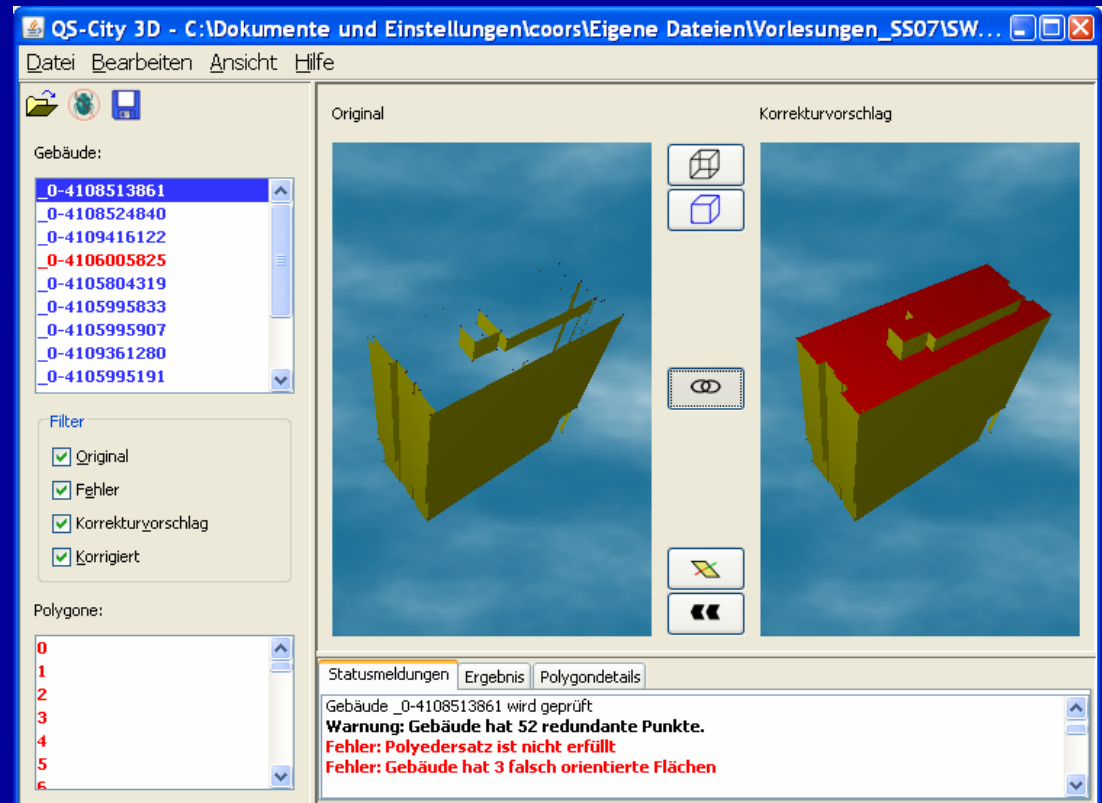 QS-City 3D - C:\Dokumente und Einstellungen\coors\Eigene Dateien\Vorlesungen_SS07\SW...
Datei Bearbeiten Ansicht Hilfe
Gebäude:
_0-4108513861
_0-4108524840
_0-4109416122
_0-4106005825
_0-4105804319
_0-4105995833
_0-4105995907
_0-4109361280
_0-4105995191
Filter
Original
Fehler
Korrekturvorschlag
Korrigiert
Polygone:
0
1
2
3
4
5
6
Original
Korrekturvorschlag
Statusmeldungen Ergebnis Polygondetails
Gebäude _0-4108513861 wird geprüft
Warnung: Gebäude hat 52 redundante Punkte.
Fehler: Polyedersatz ist nicht erfüllt
Fehler: Gebäude hat 3 falsch orientierte Flächen